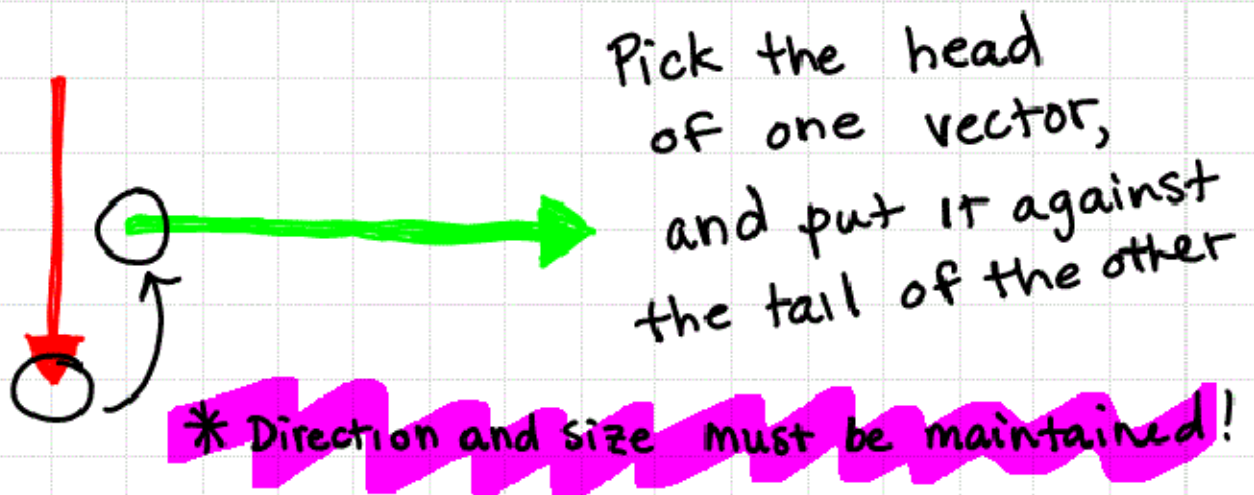 Pick the head
of one vector,
and put it against
the tail of the other
* Direction and size must be maintained!